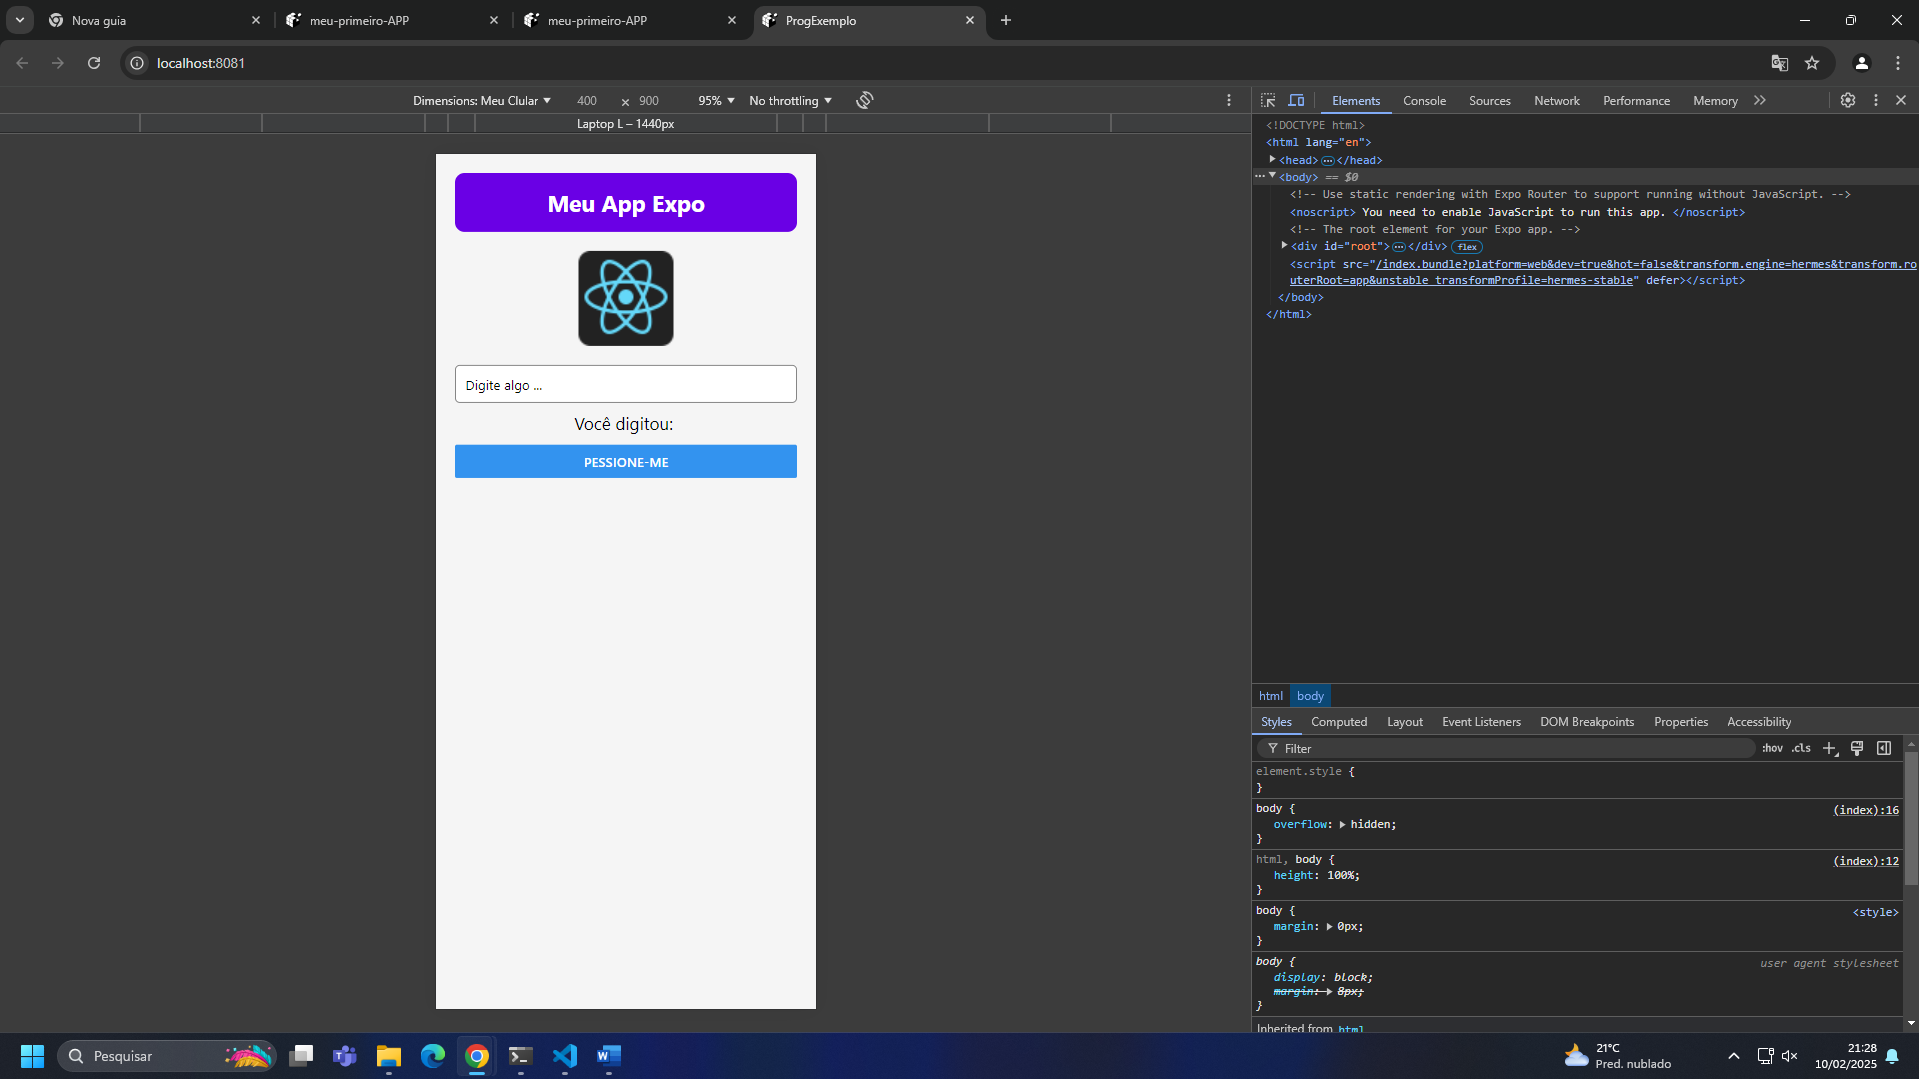 Nova guia
meu-primeiro-APP
meu-primeiro-APP
ProgExemplo
localhost:8081
Dimensions: Meu Clular 400 x 900 95% No throttling
Laptop L – 1440px
Meu App Expo
Digite algo ...
Você digitou:
PESSIONE-ME
Elements Console Sources Network Performance Memory
<!DOCTYPE html>
<html lang="en">
<head> ••• </head>
••• <body> == $0
<!-- Use static rendering with Expo Router to support running without JavaScript. -->
<noscript> You need to enable JavaScript to run this app. </noscript>
<!-- The root element for your Expo app. -->
<div id="root"> ••• </div> flex
<script src="/index.bundle?platform=web&dev=true&hot=false&transform.engine=hermes&transform.ro
uterRoot=app&unstable_transformProfile=hermes-stable" defer></script>
</body>
</html>
html body
Styles Computed Layout Event Listeners DOM Breakpoints Properties Accessibility
Filter :hov .cls
element.style {
}
body { (index):16
overflow: hidden;
}
html, body { (index):12
height: 100%;
}
body { <style>
margin: 0px;
}
body { user agent stylesheet
display: block;
margin: 8px;
}
Inherited from html
Pesquisar
21°C
Pred. nublado
21:28
10/02/2025